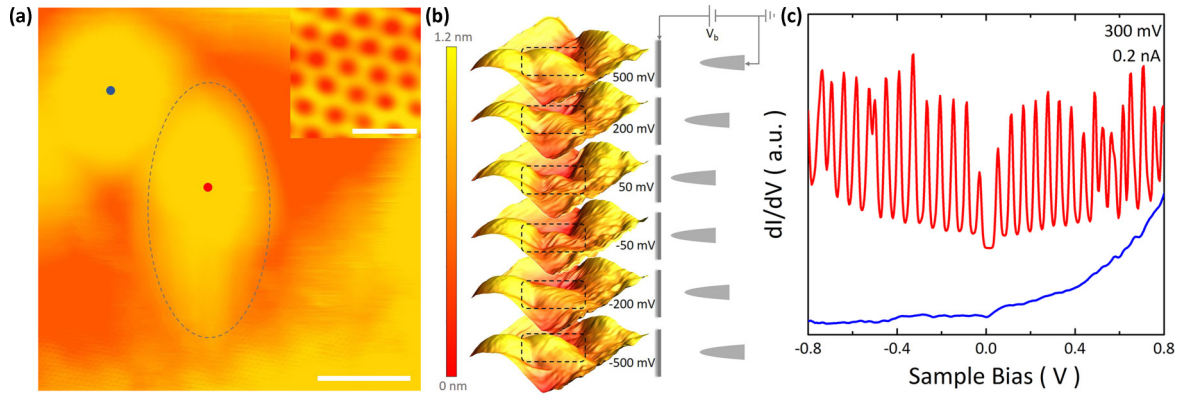 (a)
(b)
1.2 nm
0 nm
V_b
500 mV
200 mV
50 mV
-50 mV
-200 mV
-500 mV
(c)
300 mV
0.2 nA
dI/dV ( a.u. )
-0.8 -0.4 0.0 0.4 0.8
Sample Bias ( V )